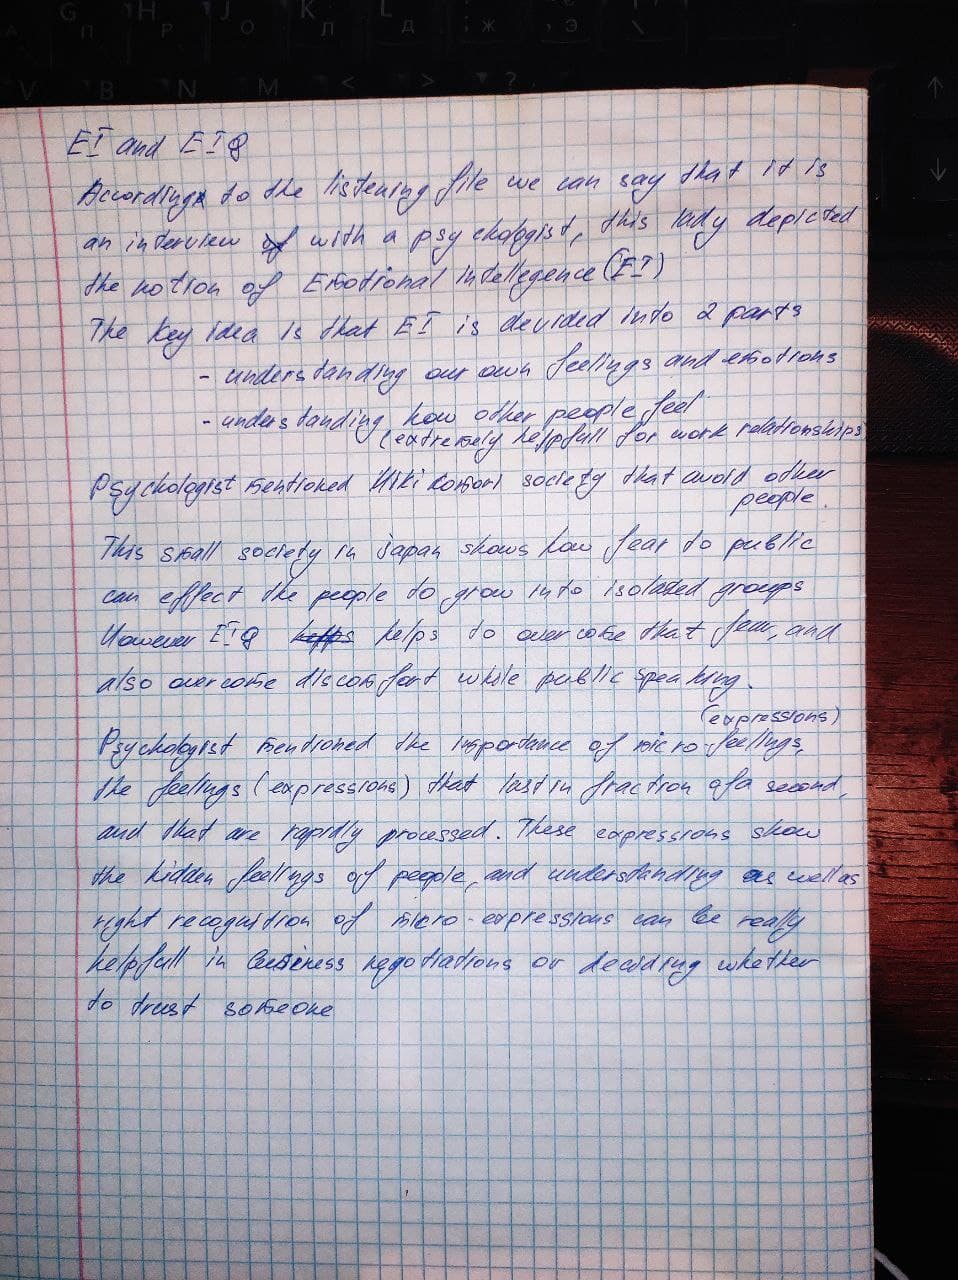 G J K L
А П Н Р J О Л Д ; Ж , Э \
V B N M < > ?
EI and EIQ
According to the listening file we can say that it is
an interview with a psychologist, this lady depicted
the notion of Emotional Intellegence (EI)
The key idea is that EI is devided into 2 parts
- understanding our own feelings and emotions
- understanding how other people feel
(extremely helpfull for work relationships
Psychologist mentioned Hikikomori society that avoid other
people.
This small society in japan shows how fear to public
can effect the people to grow into isolated groups
However EIQ helps helps to overcome that fear, and
also overcome discomfort while public speaking.
(expressions)
Psychologist mentioned the importance of micro-feelings,
the feelings (expressions) that last in fraction of a second,
and that are rapidly processed. These expressions show
the hidden feelings of people, and understanding as well as
right recognition of micro-expressions can be really
helpfull in business negotiations or deciding whether
to trust someone